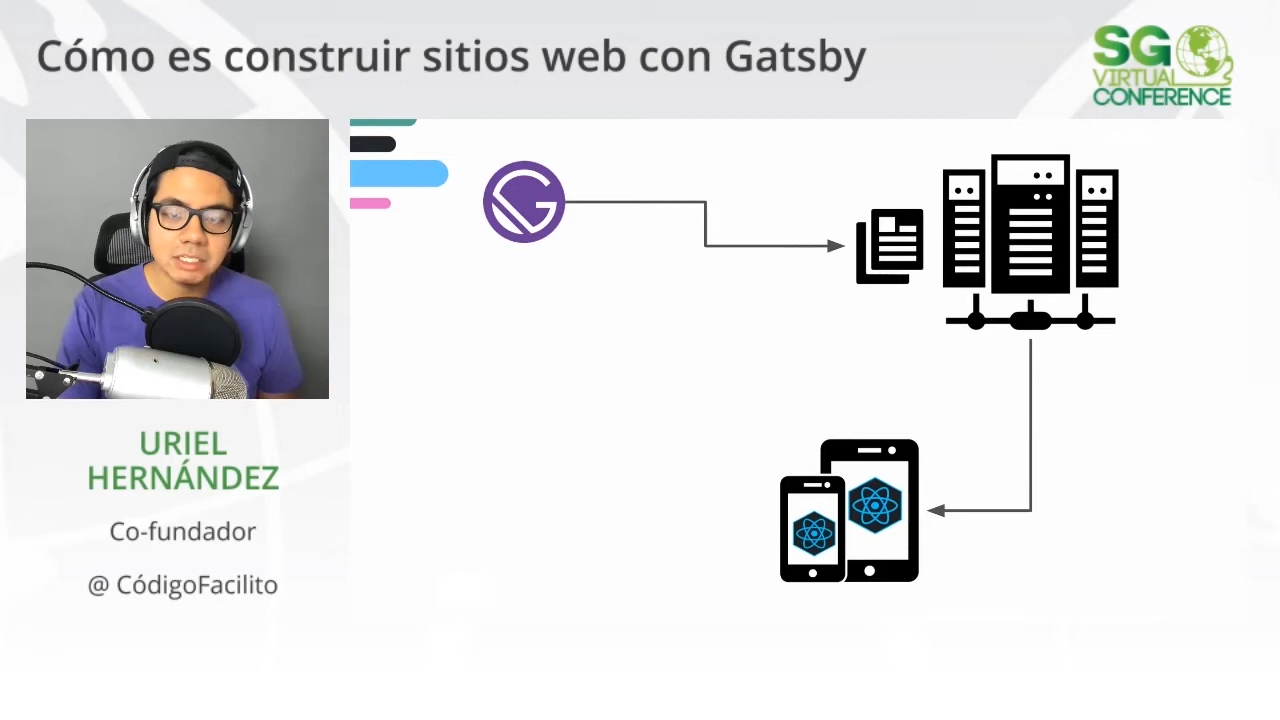 Cómo es construir sitios web con Gatsby
SG
VIRTUAL
CONFERENCE
URIEL
HERNÁNDEZ
Co-fundador
@ CódigoFacilito